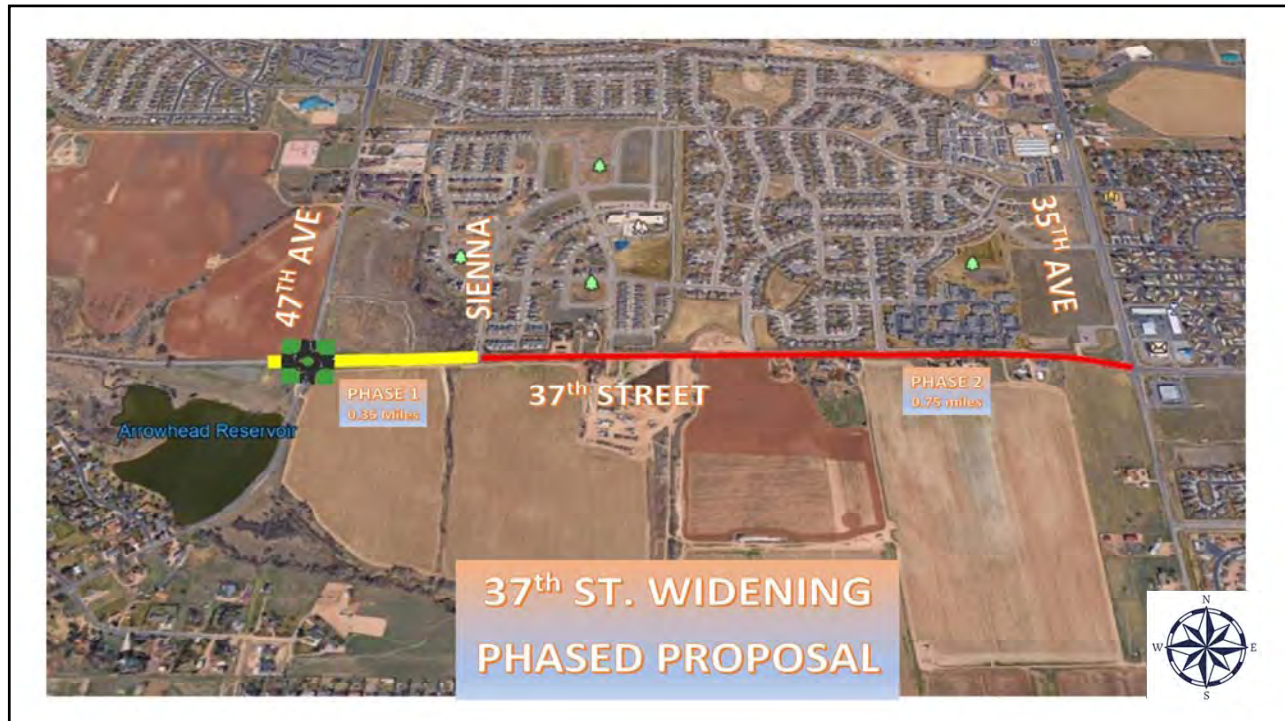 47TH AVE
SIENNA
35TH AVE
PHASE 1
0.35 Miles
37th STREET
PHASE 2
0.75 miles
Arrowhead Reservoir
37th ST. WIDENING
PHASED PROPOSAL
N
W
E
S